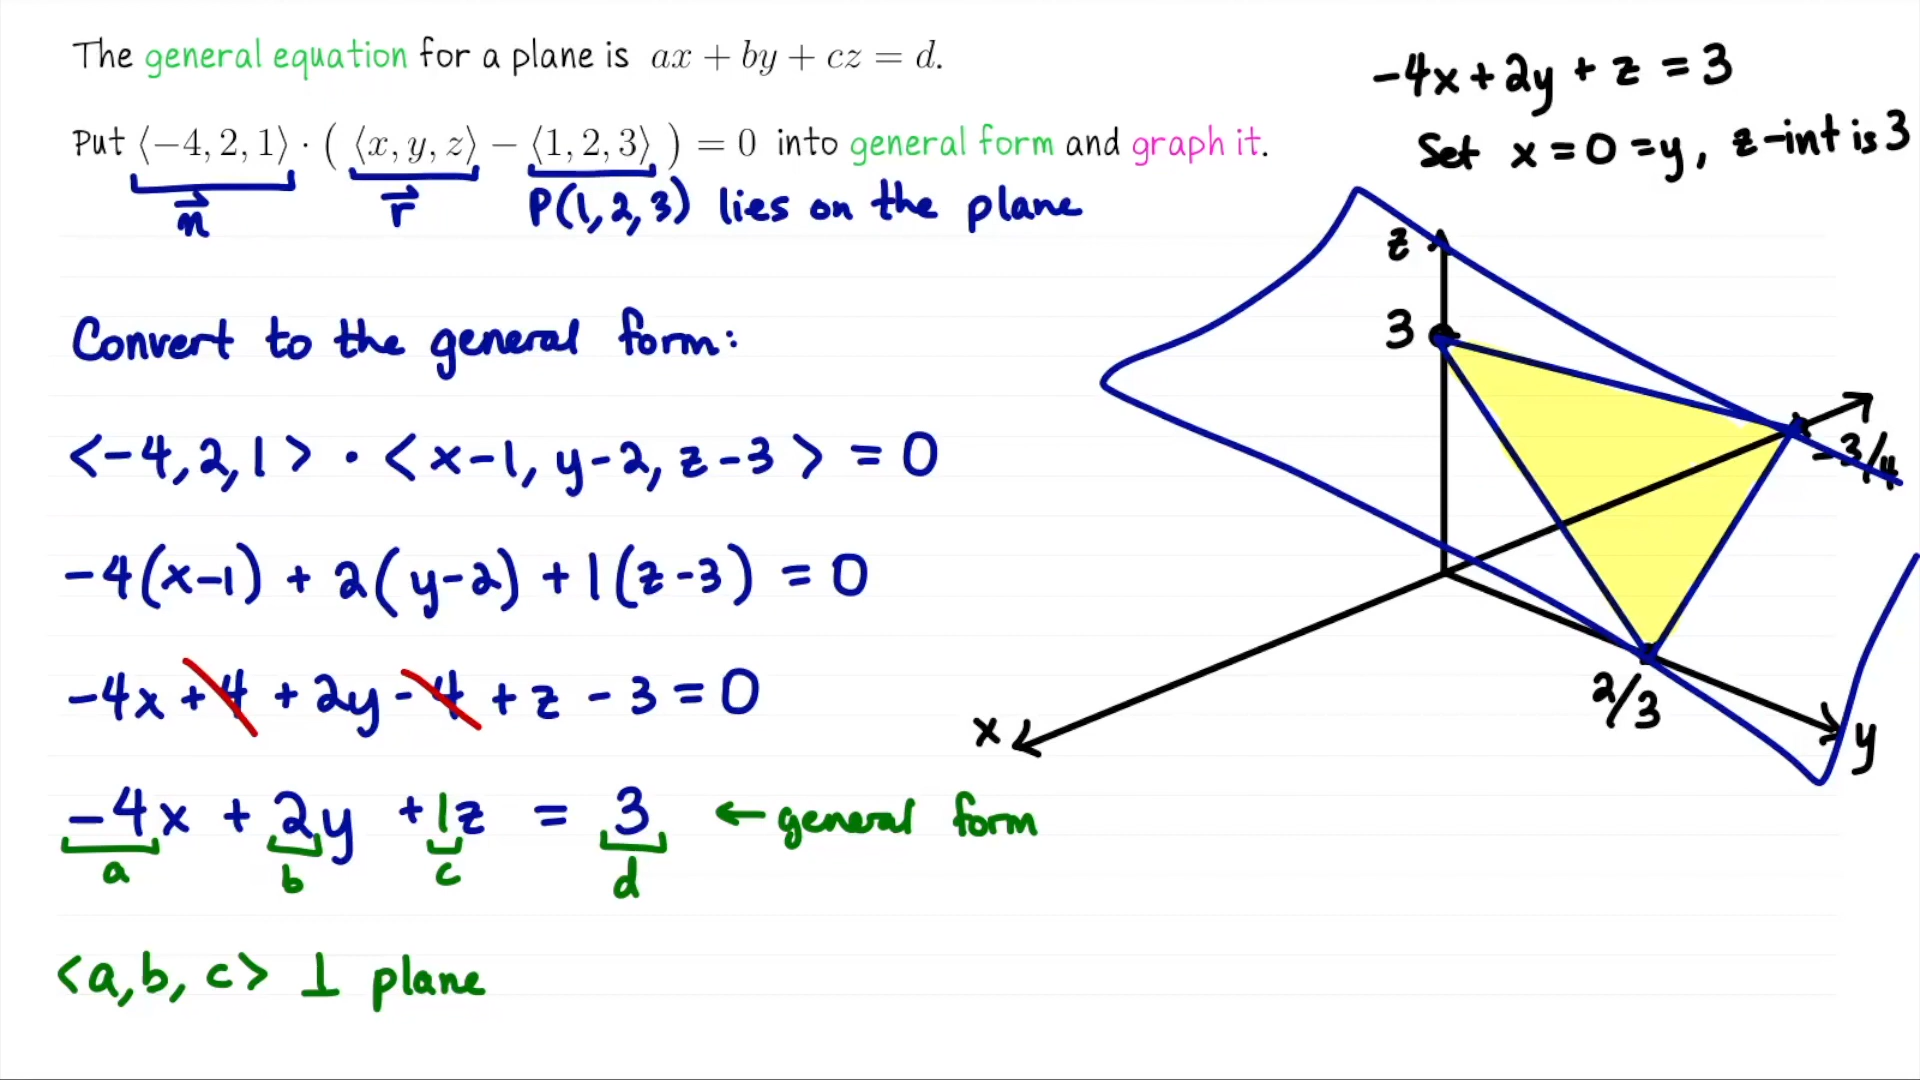 The general equation for a plane is ax + by + cz = d.
Put ⟨−4, 2, 1⟩ · ( ⟨x, y, z⟩ − ⟨1, 2, 3⟩ ) = 0 into general form and graph it.
n⃗ r⃗ P(1,2,3) lies on the plane
Convert to the general form:
<-4,2,1> · <x-1, y-2, z-3> = 0
-4(x-1) + 2(y-2) + 1(z-3) = 0
-4x +4 + 2y -4 + z - 3 = 0
-4x + 2y +1z = 3 ← general form
a b c d
<a,b,c> ⊥ plane
-4x + 2y + z = 3
Set x = 0 = y, z-int is 3
z
3
-3/4
2/3
x
y